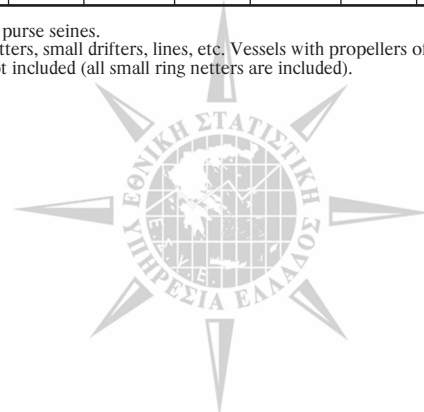 purse seines.
tters, small drifters, lines, etc. Vessels with propellers of
ot included (all small ring netters are included).
ΕΘΝΙΚΗ ΣΤΑΤΙΣΤΙΚΗ
ΥΠΗΡΕΣΙΑ ΕΛΛΑΔΟΣ
Ε.Σ.Υ.Ε.